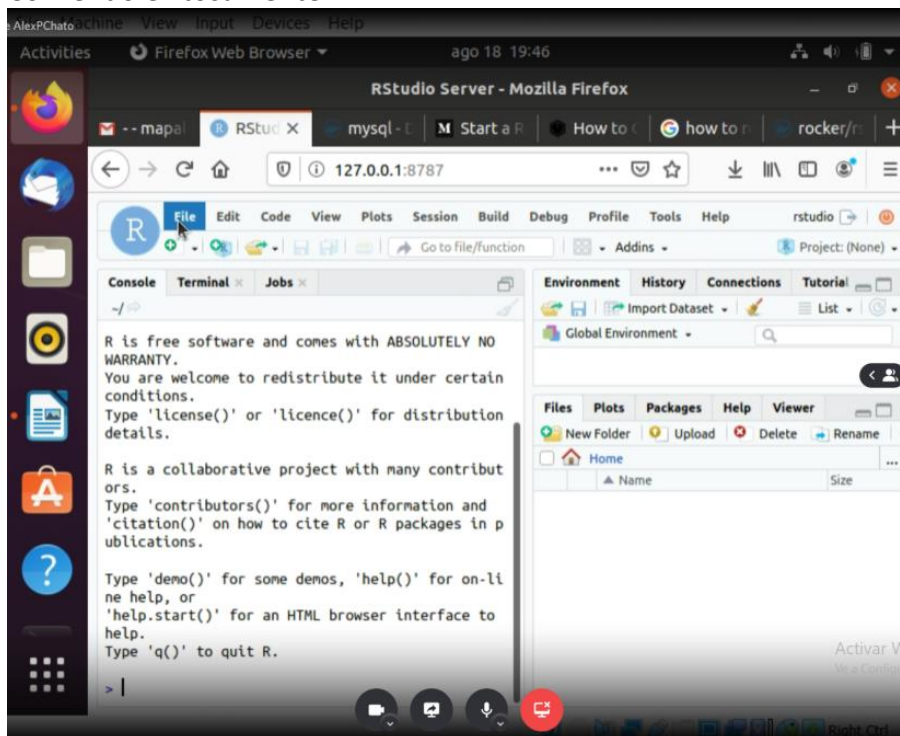 AlexPChato
Machine View Input Devices Help
Activities Firefox Web Browser ago 18 19:46
RStudio Server - Mozilla Firefox
-- mapa RStud mysql - Start a R How to how to rocker/r
127.0.0.1:8787
File Edit Code View Plots Session Build Debug Profile Tools Help rstudio
Go to file/function Addins Project: (None)
Console Terminal Jobs
~/
R is free software and comes with ABSOLUTELY NO
WARRANTY.
You are welcome to redistribute it under certain
conditions.
Type 'license()' or 'licence()' for distribution
details.
R is a collaborative project with many contribut
ors.
Type 'contributors()' for more information and
'citation()' on how to cite R or R packages in p
ublications.
Type 'demo()' for some demos, 'help()' for on-li
ne help, or
'help.start()' for an HTML browser interface to
help.
Type 'q()' to quit R.
>
Environment History Connections Tutorial
Import Dataset List
Global Environment
Files Plots Packages Help Viewer
New Folder Upload Delete Rename
Home ...
Name Size
Activar W
Right Ctrl